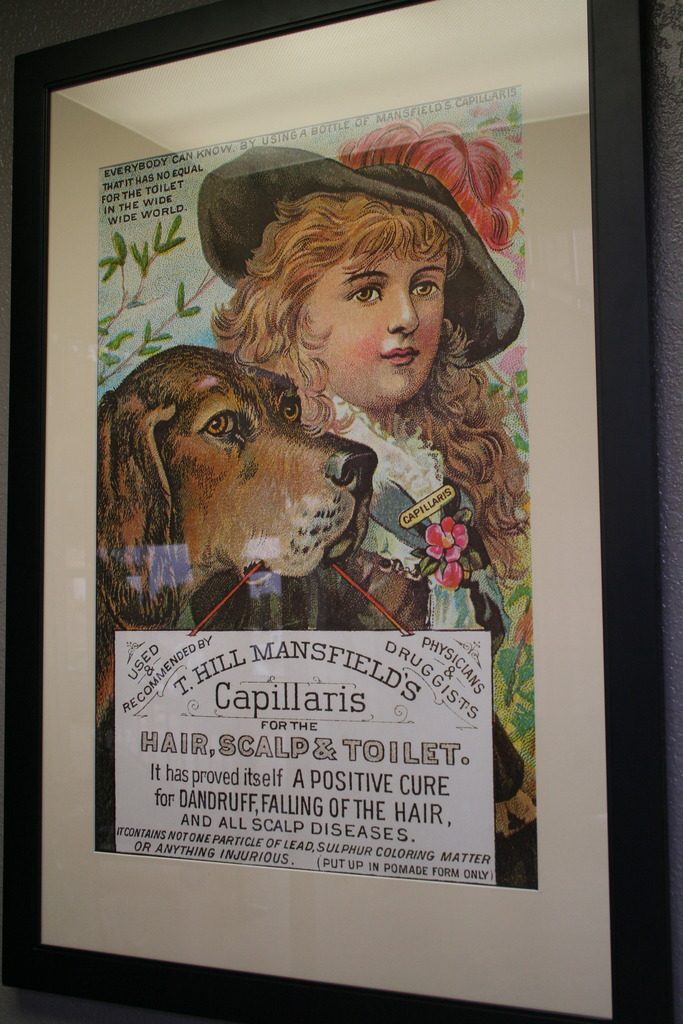 EVERYBODY CAN KNOW, BY USING A BOTTLE OF MANSFIELD'S CAPILLARIS
THAT IT HAS NO EQUAL
FOR THE TOILET
IN THE WIDE
WIDE WORLD.
CAPILLARIS
USED
&
RECOMMENDED BY
PHYSICIANS
&
DRUGGISTS
T. HILL MANSFIELD'S
Capillaris
FOR THE
HAIR, SCALP & TOILET.
It has proved itself A POSITIVE CURE
for DANDRUFF, FALLING OF THE HAIR,
AND ALL SCALP DISEASES.
IT CONTAINS NOT ONE PARTICLE OF LEAD, SULPHUR COLORING MATTER
OR ANYTHING INJURIOUS. (PUT UP IN POMADE FORM ONLY)